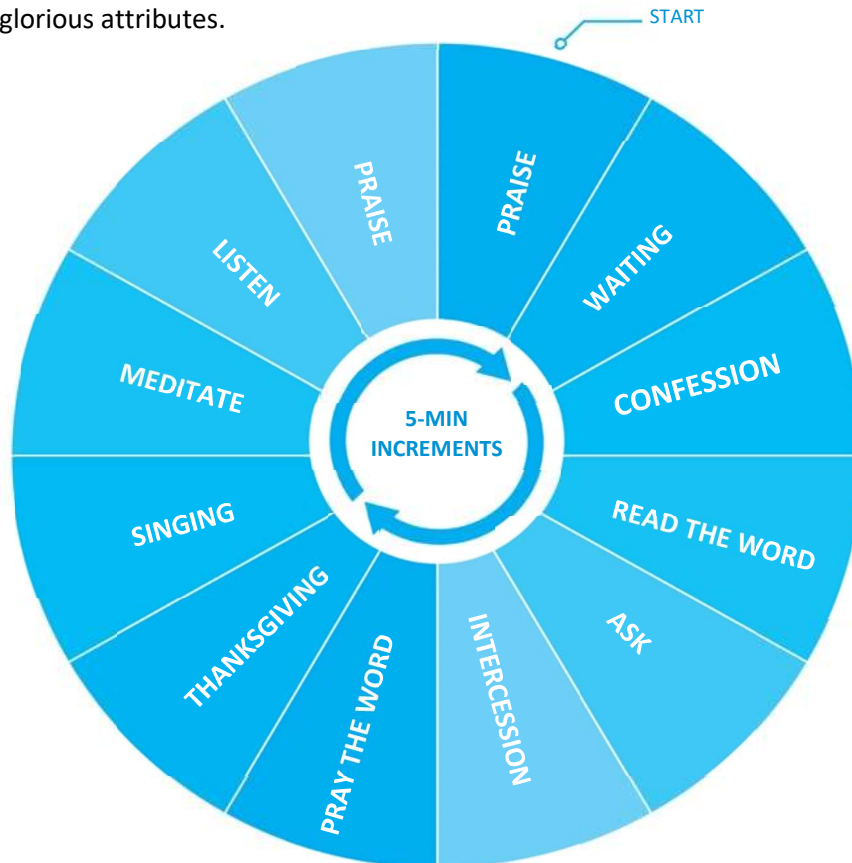 glorious attributes.
START
PRAISE
WAITING
CONFESSION
READ THE WORD
ASK
INTERCESSION
PRAY THE WORD
THANKSGIVING
SINGING
MEDITATE
LISTEN
PRAISE
5-MIN
INCREMENTS